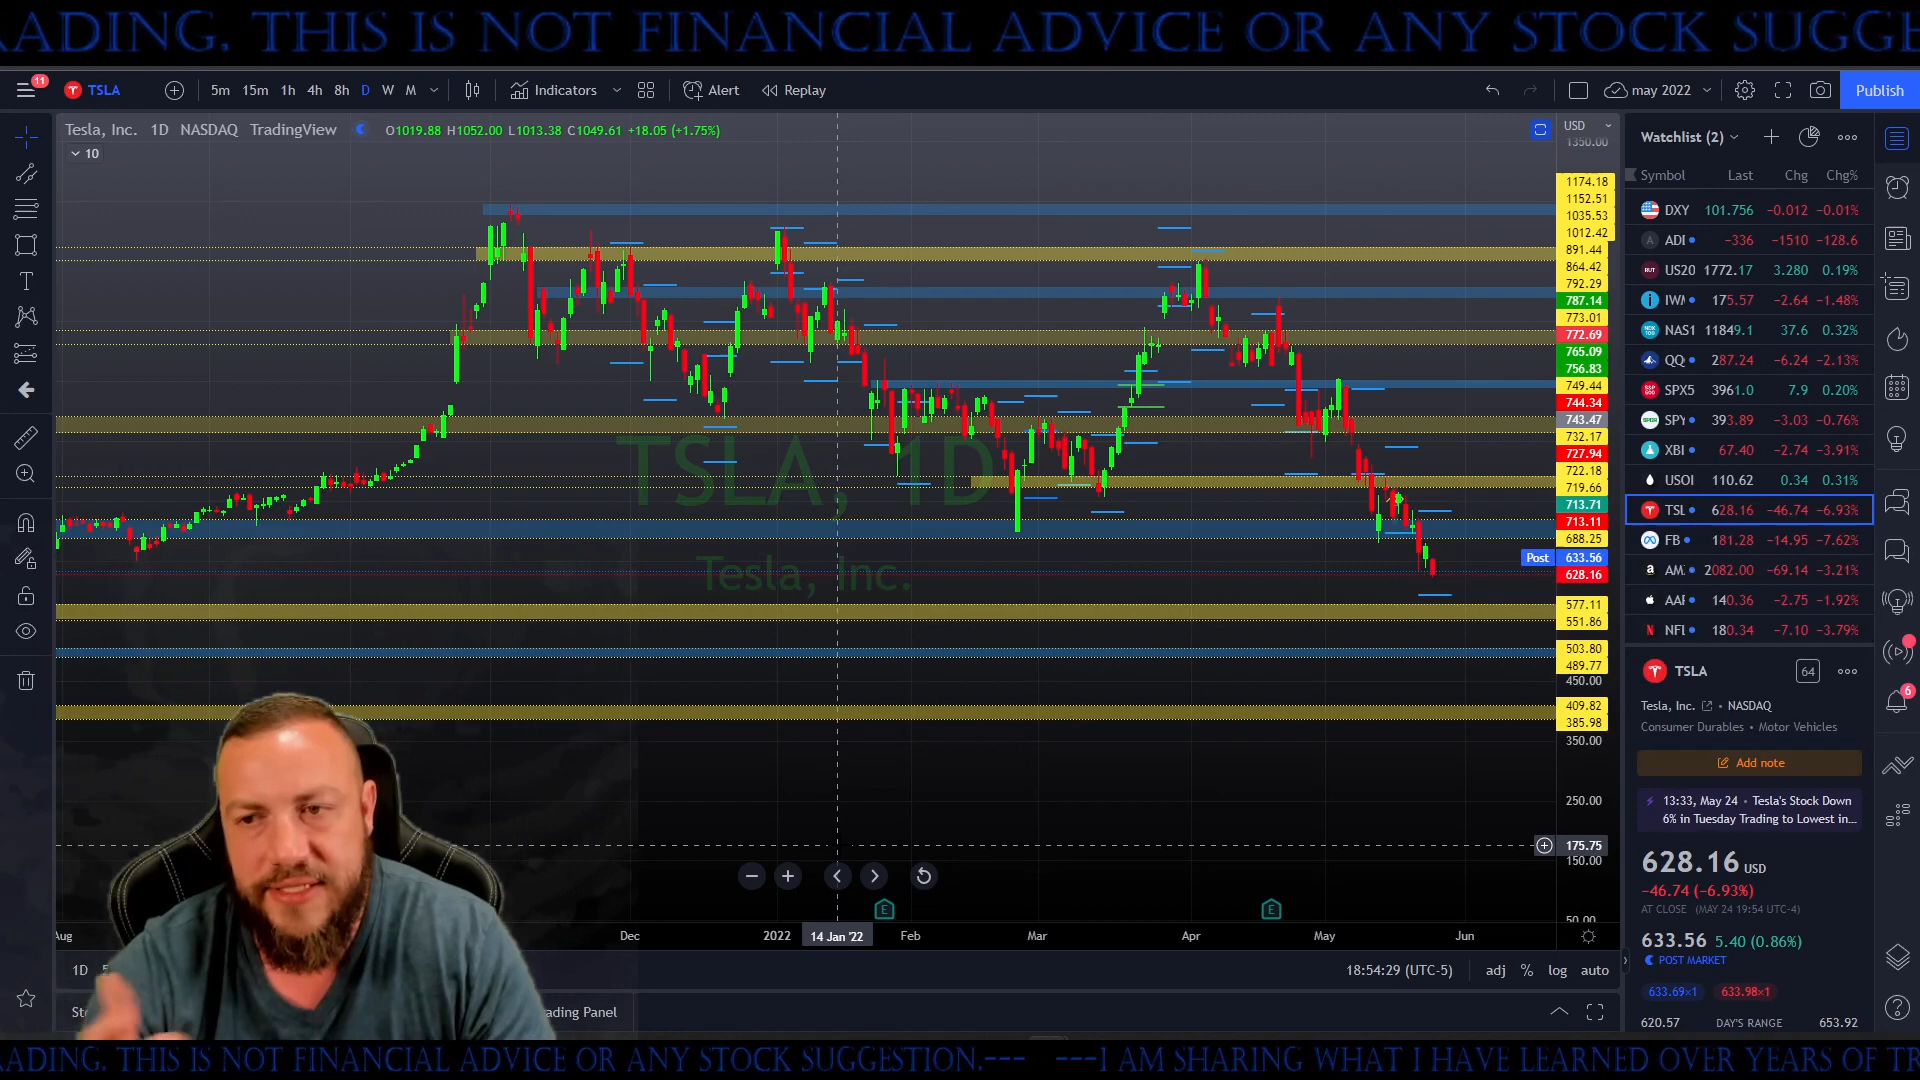 RADING. THIS IS NOT FINANCIAL ADVICE OR ANY STOCK SUGGE
11
TSLA 5m 15m 1h 4h 8h D W M Indicators Alert Replay may 2022 Publish
Tesla, Inc. 1D NASDAQ TradingView O1019.88 H1052.00 L1013.38 C1049.61 +18.05 (+1.75%)
10
TSLA, 1D
Tesla, Inc.
USD
1350.00
1174.18
1152.51
1035.53
1012.42
891.44
864.42
792.29
787.14
773.01
772.69
765.09
756.83
749.44
744.34
743.47
732.17
727.94
722.18
719.66
713.71
713.11
688.25
Post 633.56
628.16
577.11
551.86
503.80
489.77
450.00
409.82
385.98
350.00
250.00
175.75
150.00
50.00
E E
Aug Dec 2022 14 Jan '22 Feb Mar Apr May Jun
1D 18:54:29 (UTC-5) adj % log auto
ading Panel
Watchlist (2)
Symbol Last Chg Chg%
DXY 101.756 −0.012 −0.01%
ADI −336 −1510 −128.6
US20 1772.17 3.280 0.19%
IWM 175.57 −2.64 −1.48%
NAS1 11849.1 37.6 0.32%
QQ 287.24 −6.24 −2.13%
SPX5 3961.0 7.9 0.20%
SPY 393.89 −3.03 −0.76%
XBI 67.40 −2.74 −3.91%
USOI 110.62 0.34 0.31%
TSL 628.16 −46.74 −6.93%
FB 181.28 −14.95 −7.62%
AM 2082.00 −69.14 −3.21%
AAF 140.36 −2.75 −1.92%
NFL 180.34 −7.10 −3.79%
TSLA 64
Tesla, Inc. • NASDAQ
Consumer Durables • Motor Vehicles
Add note
13:33, May 24 • Tesla's Stock Down
6% in Tuesday Trading to Lowest in...
628.16 USD
−46.74 (−6.93%)
AT CLOSE (MAY 24 19:54 UTC-4)
633.56 5.40 (0.86%)
POST MARKET
633.69×1 633.98×1
620.57 DAY'S RANGE 653.92
6
RADING. THIS IS NOT FINANCIAL ADVICE OR ANY STOCK SUGGESTION.--- ---I AM SHARING WHAT I HAVE LEARNED OVER YEARS OF TR